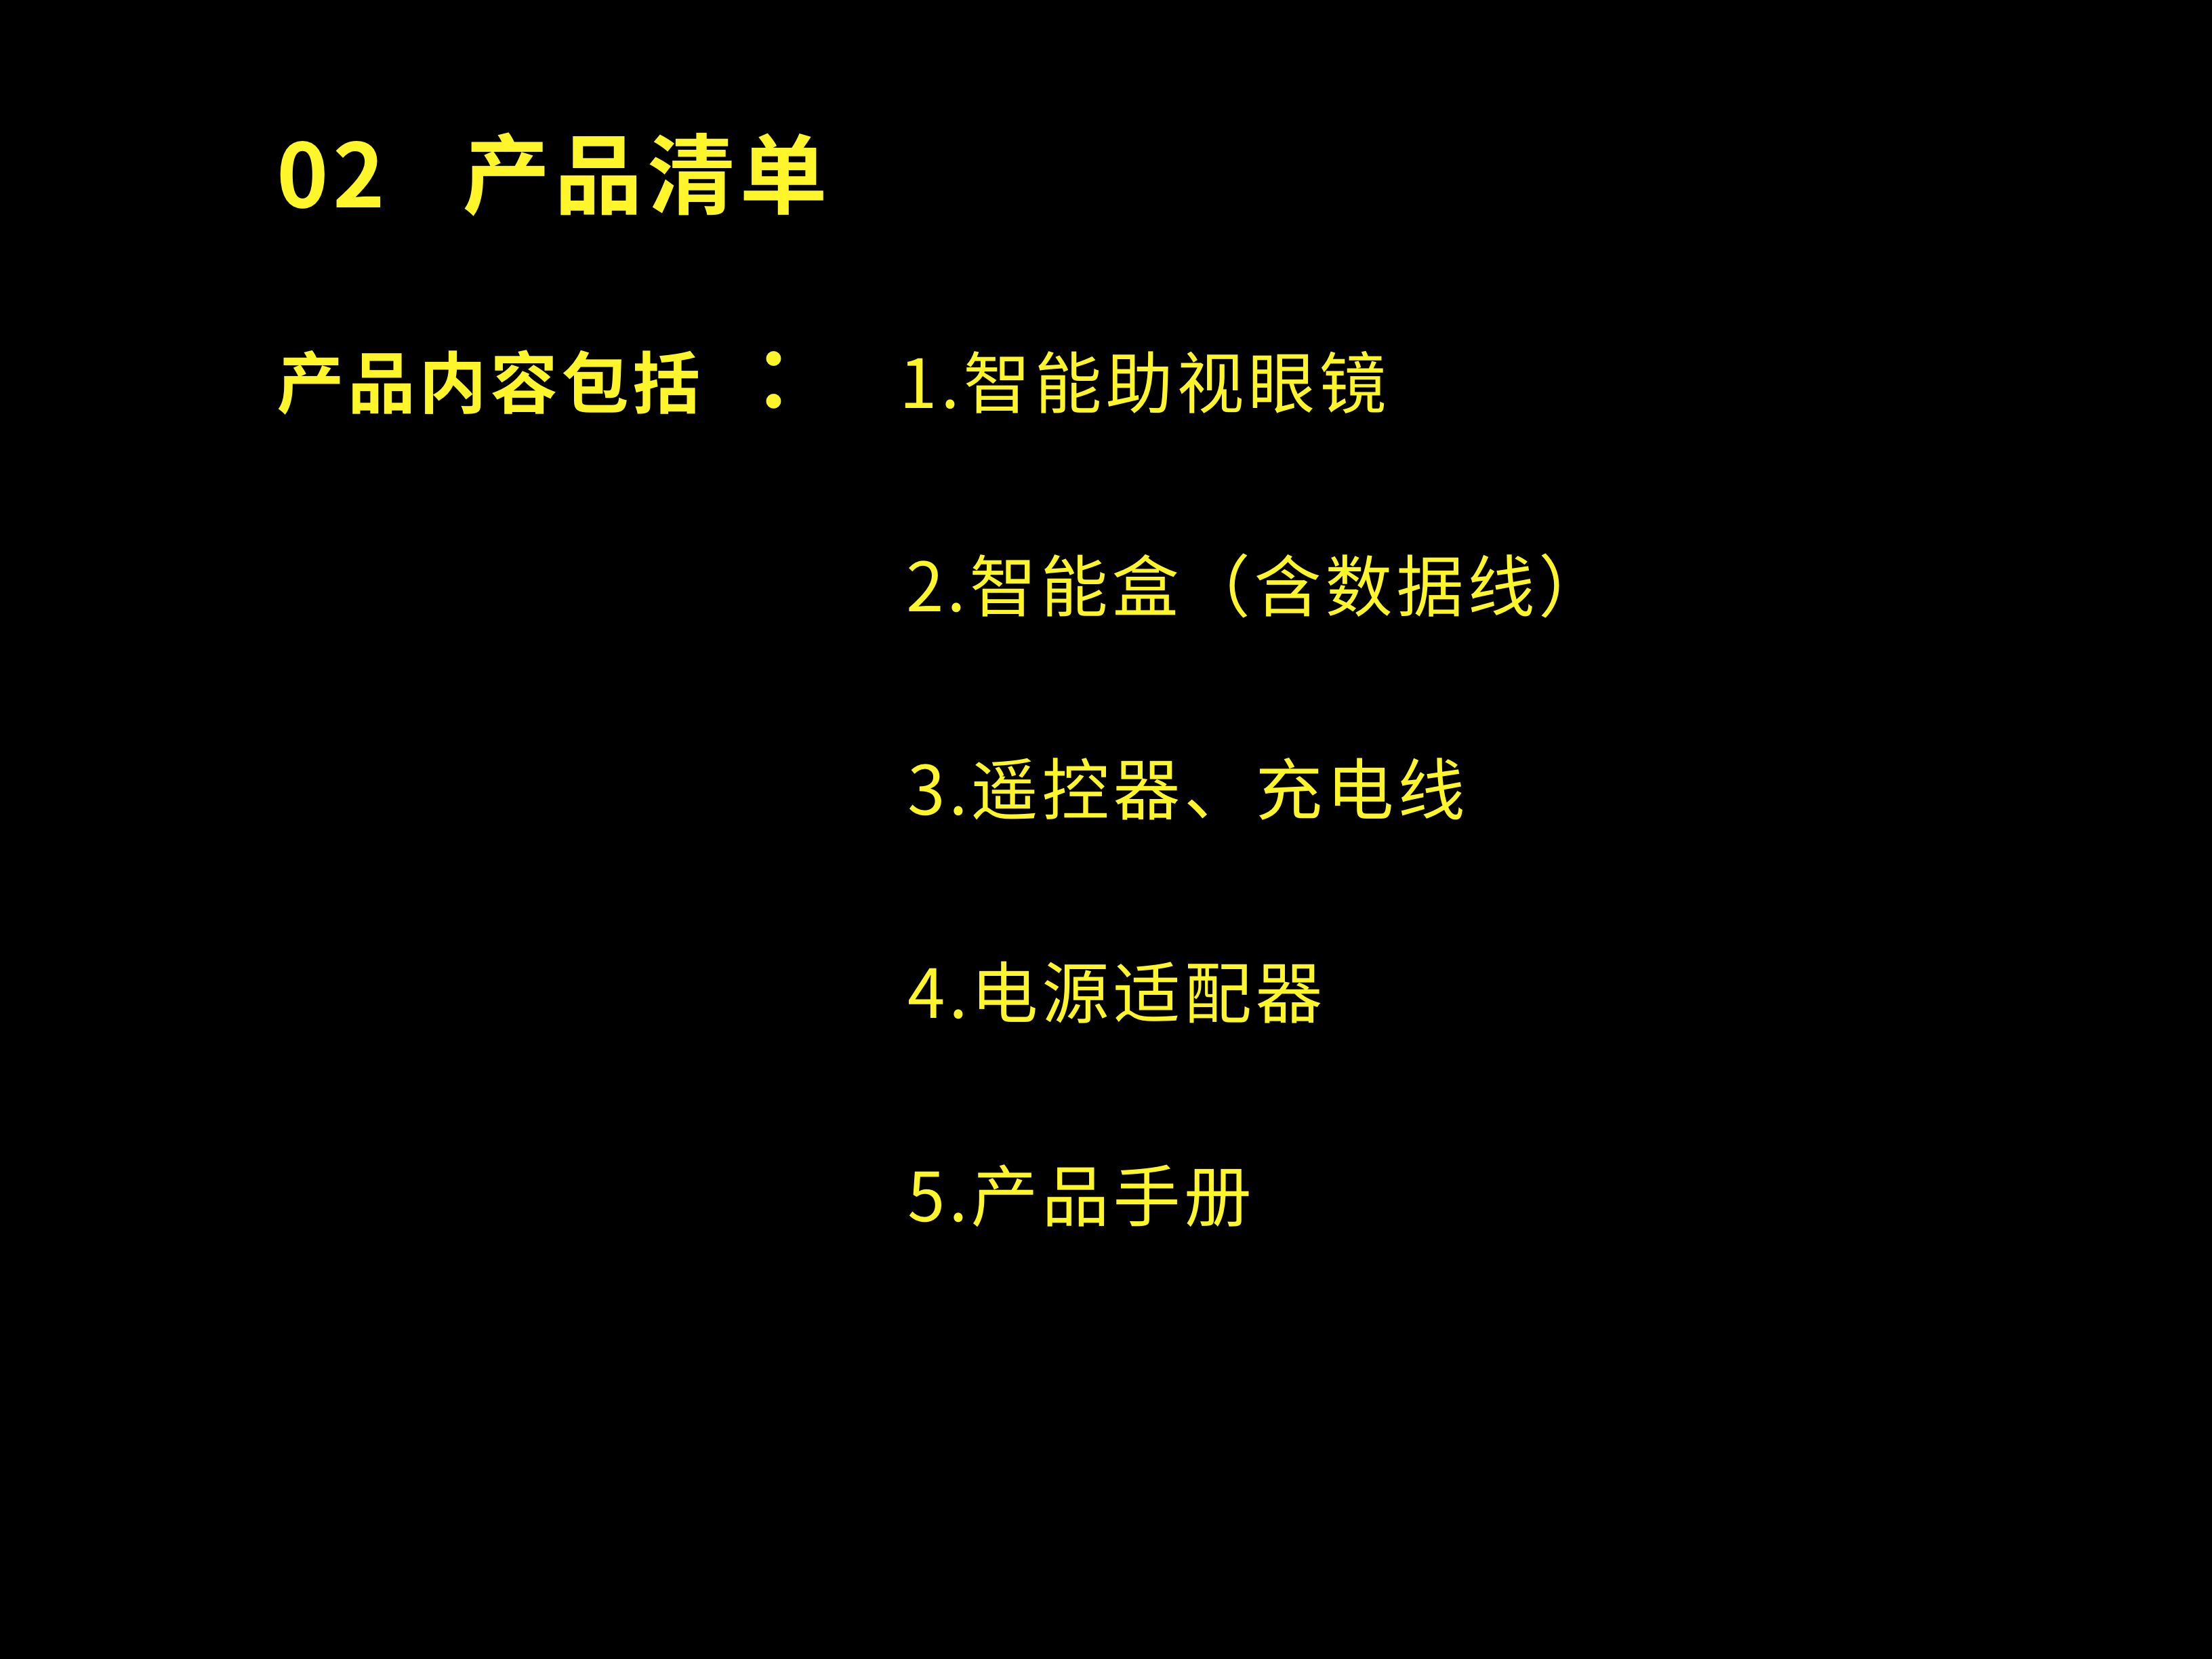 02 产品清单
产品内容包括 ： 1.智能助视眼镜
2.智能盒（含数据线）
3.遥控器、充电线
4.电源适配器
5.产品手册